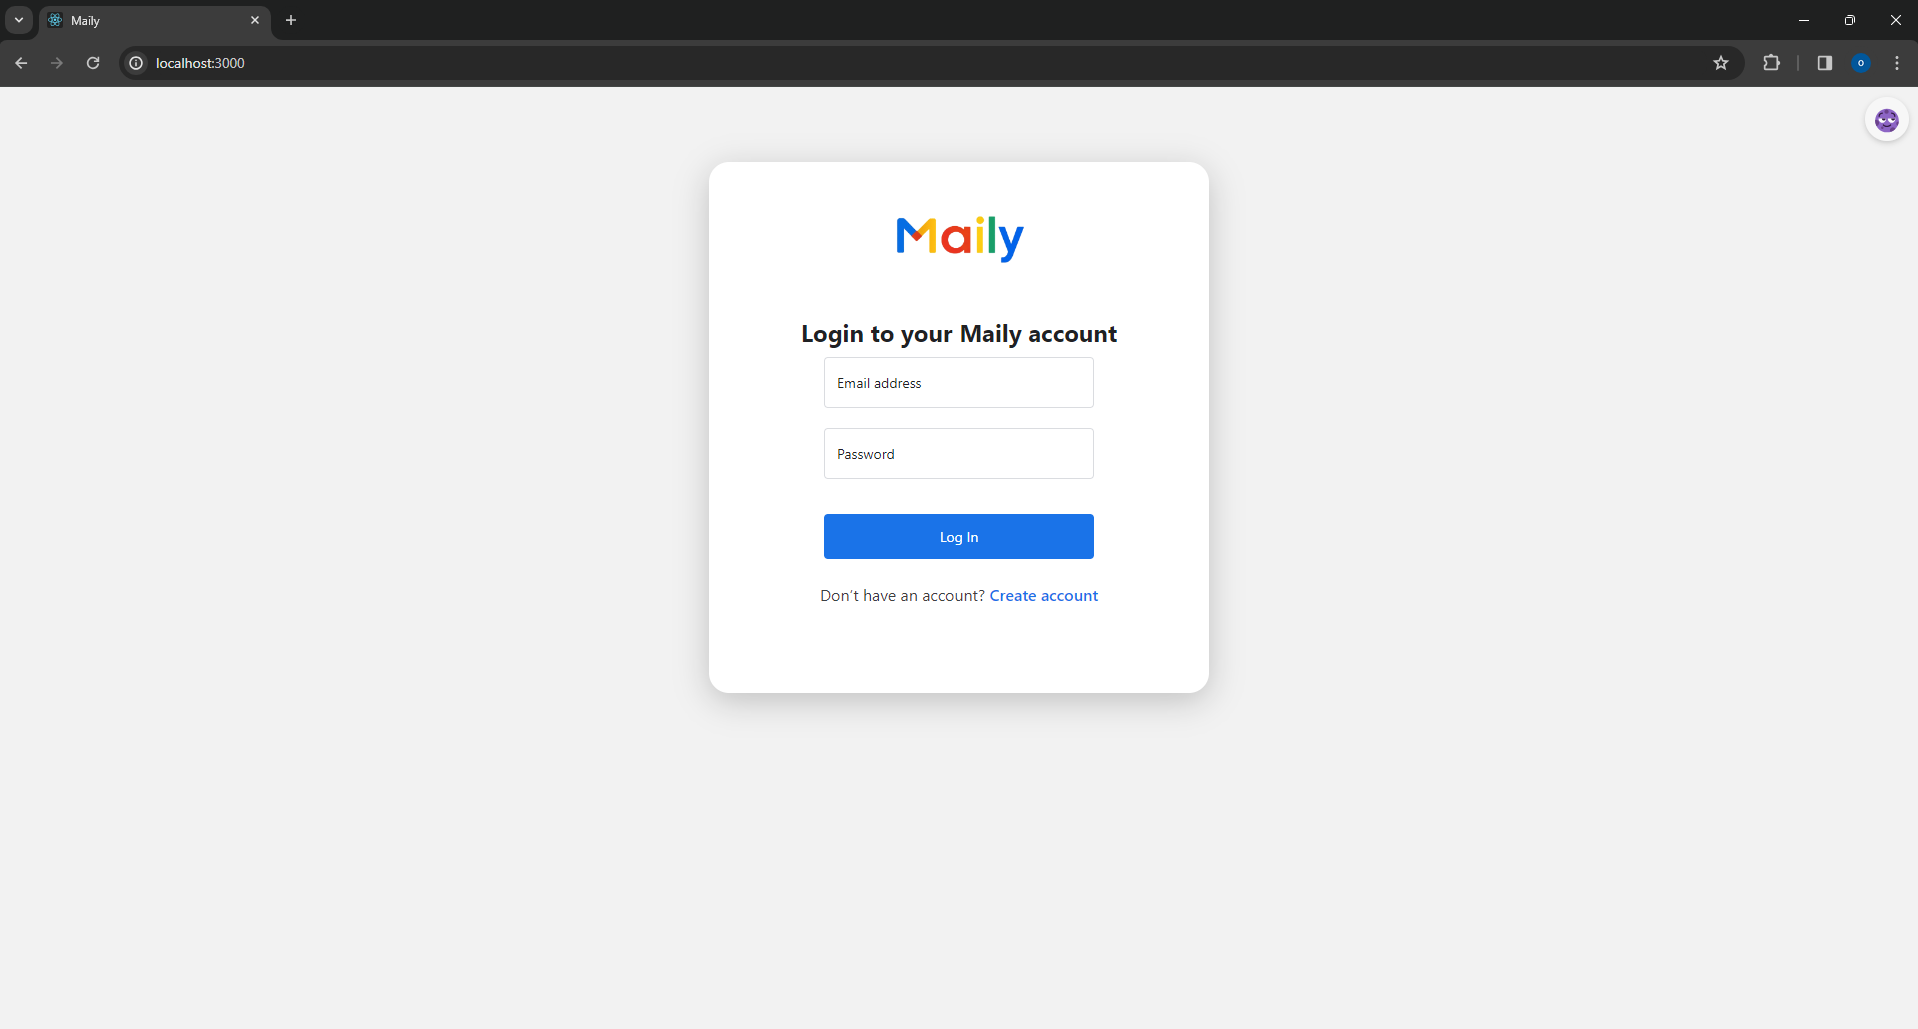 Maily
localhost:3000
o
Maily
Login to your Maily account
Email address
Password
Log In
Don't have an account? Create account